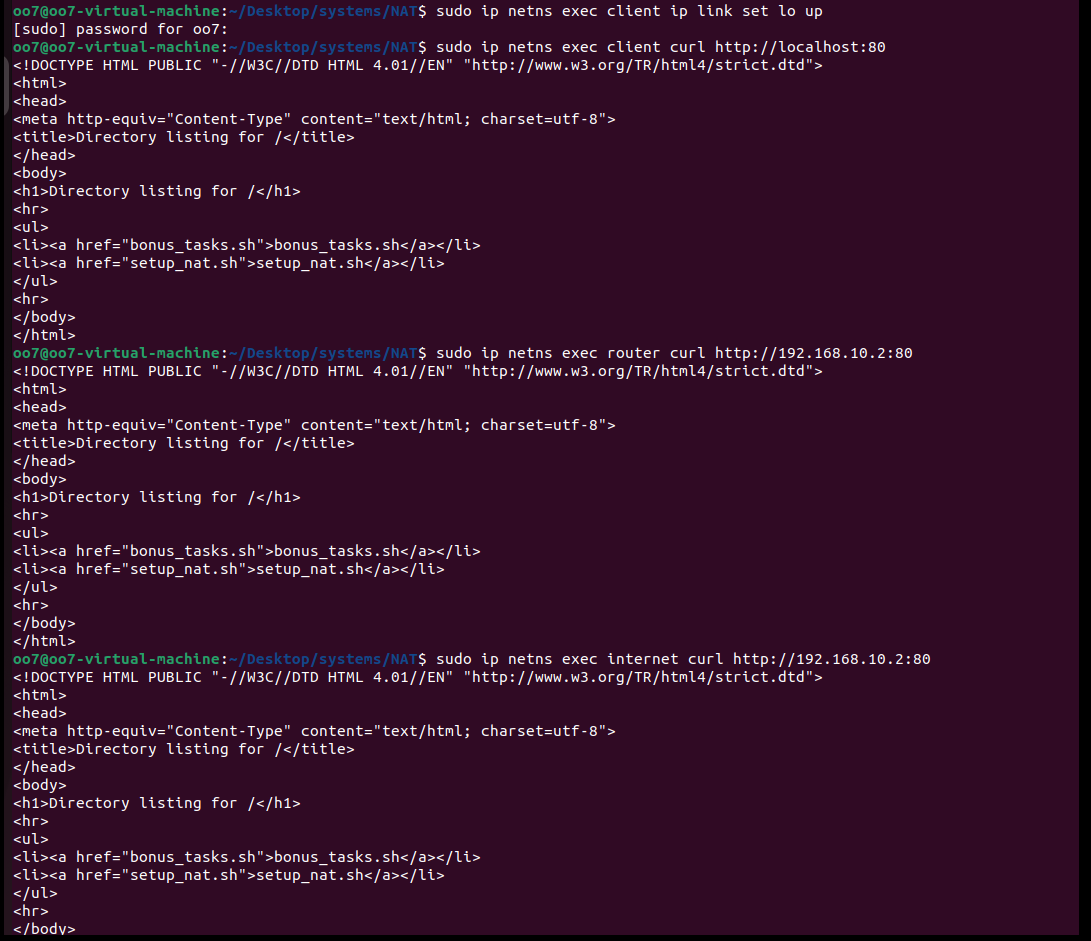 oo7@oo7-virtual-machine:~/Desktop/systems/NAT$ sudo ip netns exec client ip link set lo up
[sudo] password for oo7:
oo7@oo7-virtual-machine:~/Desktop/systems/NAT$ sudo ip netns exec client curl http://localhost:80
<!DOCTYPE HTML PUBLIC "-//W3C//DTD HTML 4.01//EN" "http://www.w3.org/TR/html4/strict.dtd">
<html>
<head>
<meta http-equiv="Content-Type" content="text/html; charset=utf-8">
<title>Directory listing for /</title>
</head>
<body>
<h1>Directory listing for /</h1>
<hr>
<ul>
<li><a href="bonus_tasks.sh">bonus_tasks.sh</a></li>
<li><a href="setup_nat.sh">setup_nat.sh</a></li>
</ul>
<hr>
</body>
</html>
oo7@oo7-virtual-machine:~/Desktop/systems/NAT$ sudo ip netns exec router curl http://192.168.10.2:80
<!DOCTYPE HTML PUBLIC "-//W3C//DTD HTML 4.01//EN" "http://www.w3.org/TR/html4/strict.dtd">
<html>
<head>
<meta http-equiv="Content-Type" content="text/html; charset=utf-8">
<title>Directory listing for /</title>
</head>
<body>
<h1>Directory listing for /</h1>
<hr>
<ul>
<li><a href="bonus_tasks.sh">bonus_tasks.sh</a></li>
<li><a href="setup_nat.sh">setup_nat.sh</a></li>
</ul>
<hr>
</body>
</html>
oo7@oo7-virtual-machine:~/Desktop/systems/NAT$ sudo ip netns exec internet curl http://192.168.10.2:80
<!DOCTYPE HTML PUBLIC "-//W3C//DTD HTML 4.01//EN" "http://www.w3.org/TR/html4/strict.dtd">
<html>
<head>
<meta http-equiv="Content-Type" content="text/html; charset=utf-8">
<title>Directory listing for /</title>
</head>
<body>
<h1>Directory listing for /</h1>
<hr>
<ul>
<li><a href="bonus_tasks.sh">bonus_tasks.sh</a></li>
<li><a href="setup_nat.sh">setup_nat.sh</a></li>
</ul>
<hr>
</body>